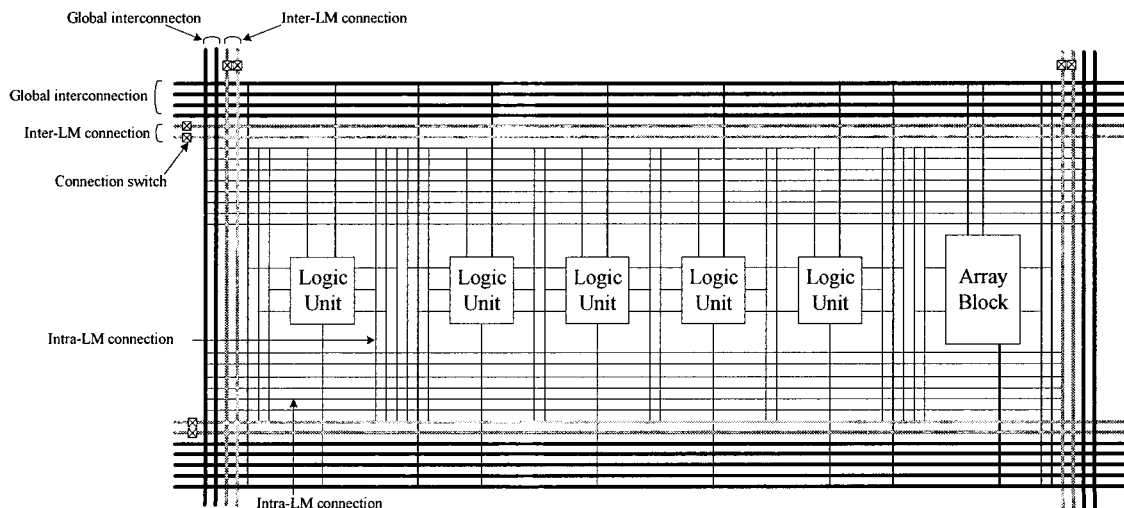 Global interconnecton
Inter-LM connection
Global interconnection
Inter-LM connection
Connection switch
Logic
Unit
Logic
Unit
Logic
Unit
Logic
Unit
Logic
Unit
Array
Block
Intra-LM connection
Intra-LM connection